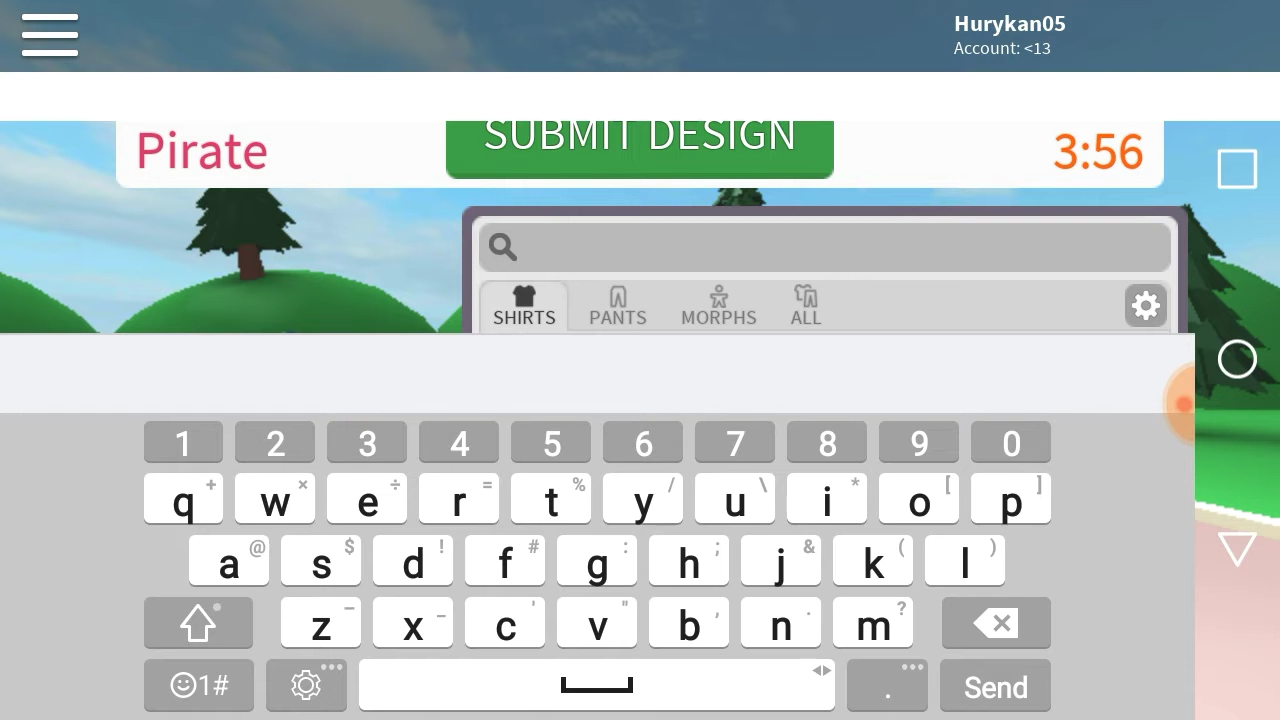 Hurykan05
Account: <13
Pirate
SUBMIT DESIGN
3:56
SHIRTS PANTS MORPHS ALL
1 2 3 4 5 6 7 8 9 0
q + w × e ÷ r = t % y / u \ i * o [ p ]
a @ s $ d ! f # g : h ; j & k ( l )
z – x _ c ' v " b , n . m ?
1# ... . ... Send